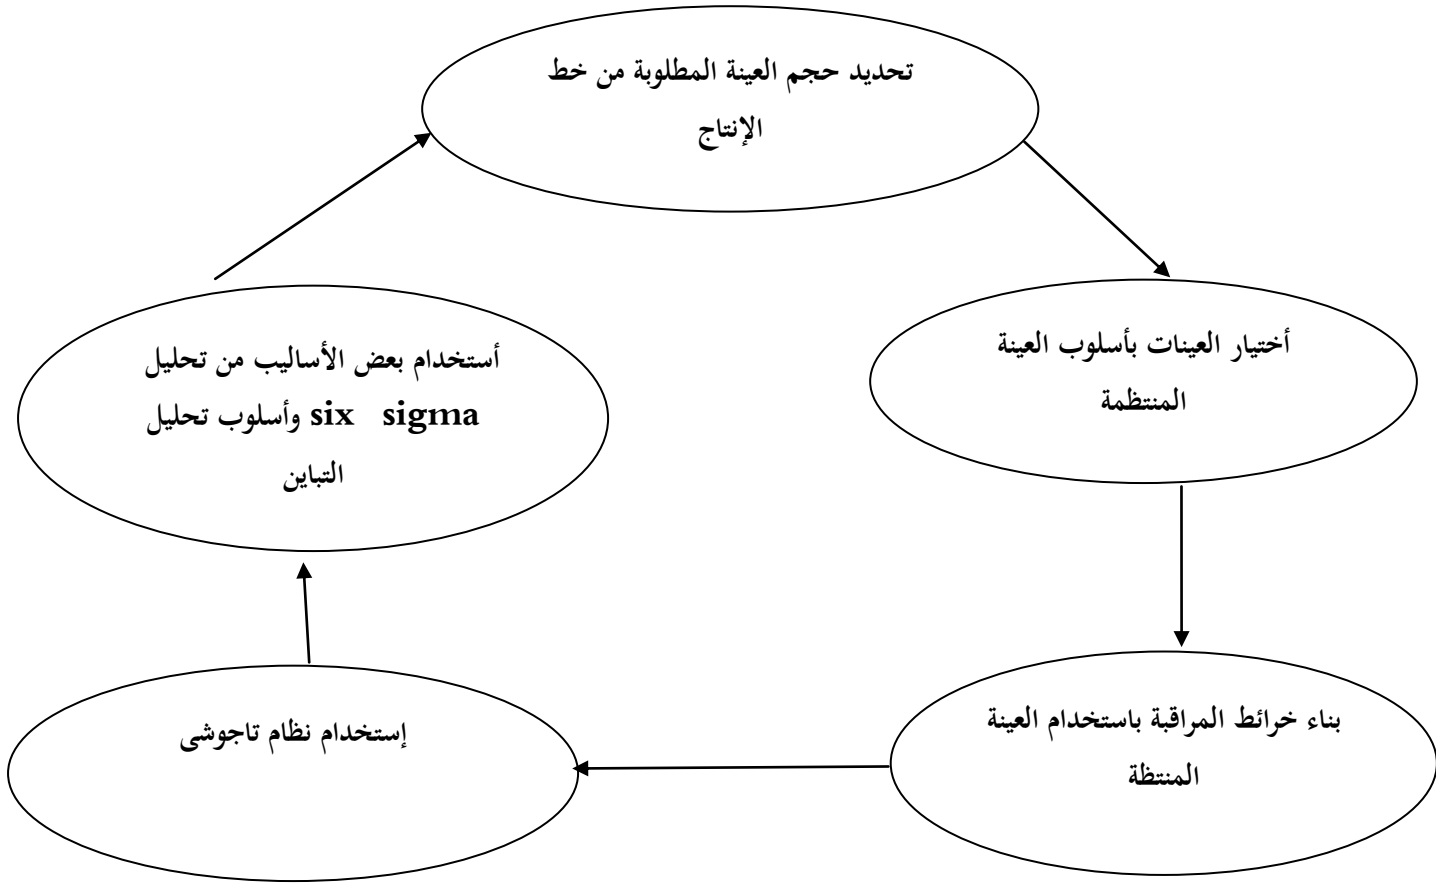 تحديد حجم العينة المطلوبة من خط
الإنتاج
أختيار العينات بأسلوب العينة
المنتظمة
بناء خرائط المراقبة باستخدام العينة
المنتظة
إستخدام نظام تاجوشى
أستخدام بعض الأساليب من تحليل
six sigma وأسلوب تحليل
التباين